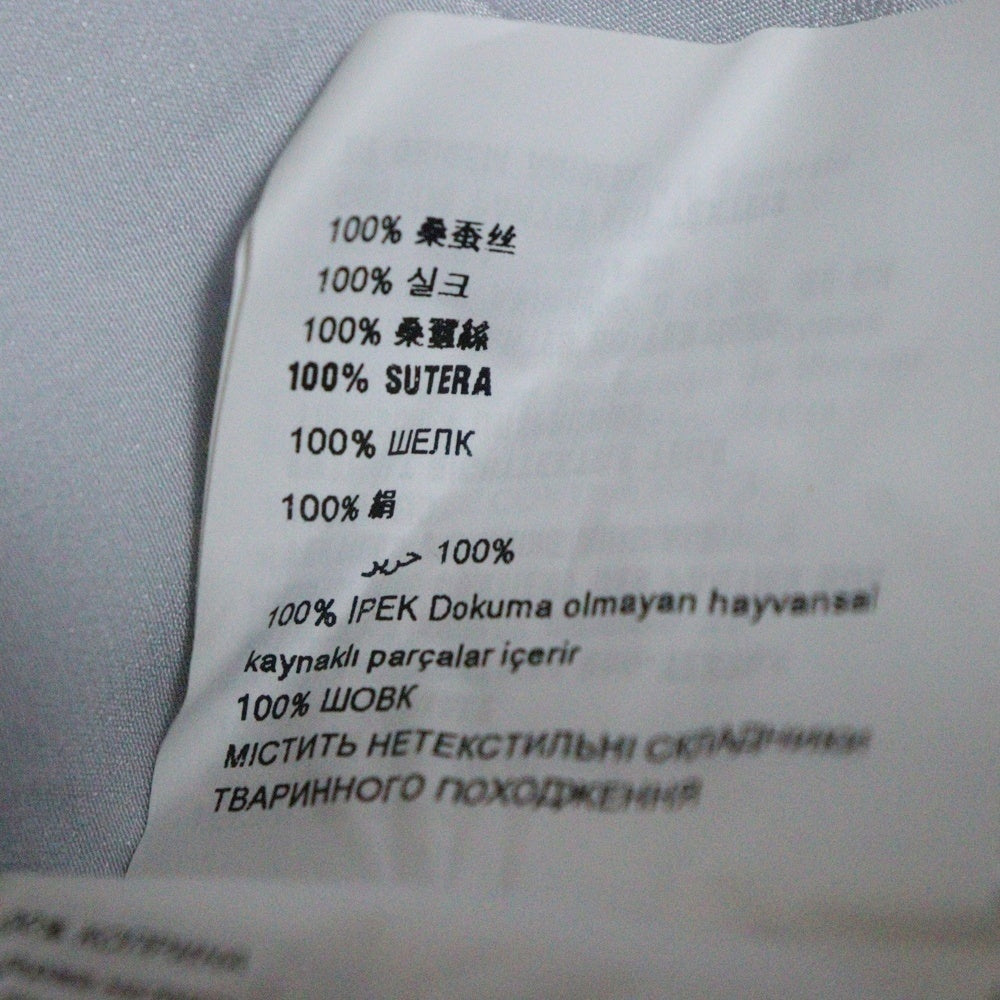 100% 桑蚕丝
100% 실크
100% 桑蠶絲
100% SUTERA
100% ШЕЛК
100% 絹
100% حرير
100% İPEK Dokuma olmayan hayvansal
kaynaklı parçalar içerir
100% ШОВК
МІСТИТЬ НЕТЕКСТИЛЬНІ СКЛАДНИКИ
ТВАРИННОГО ПОХОДЖЕННЯ